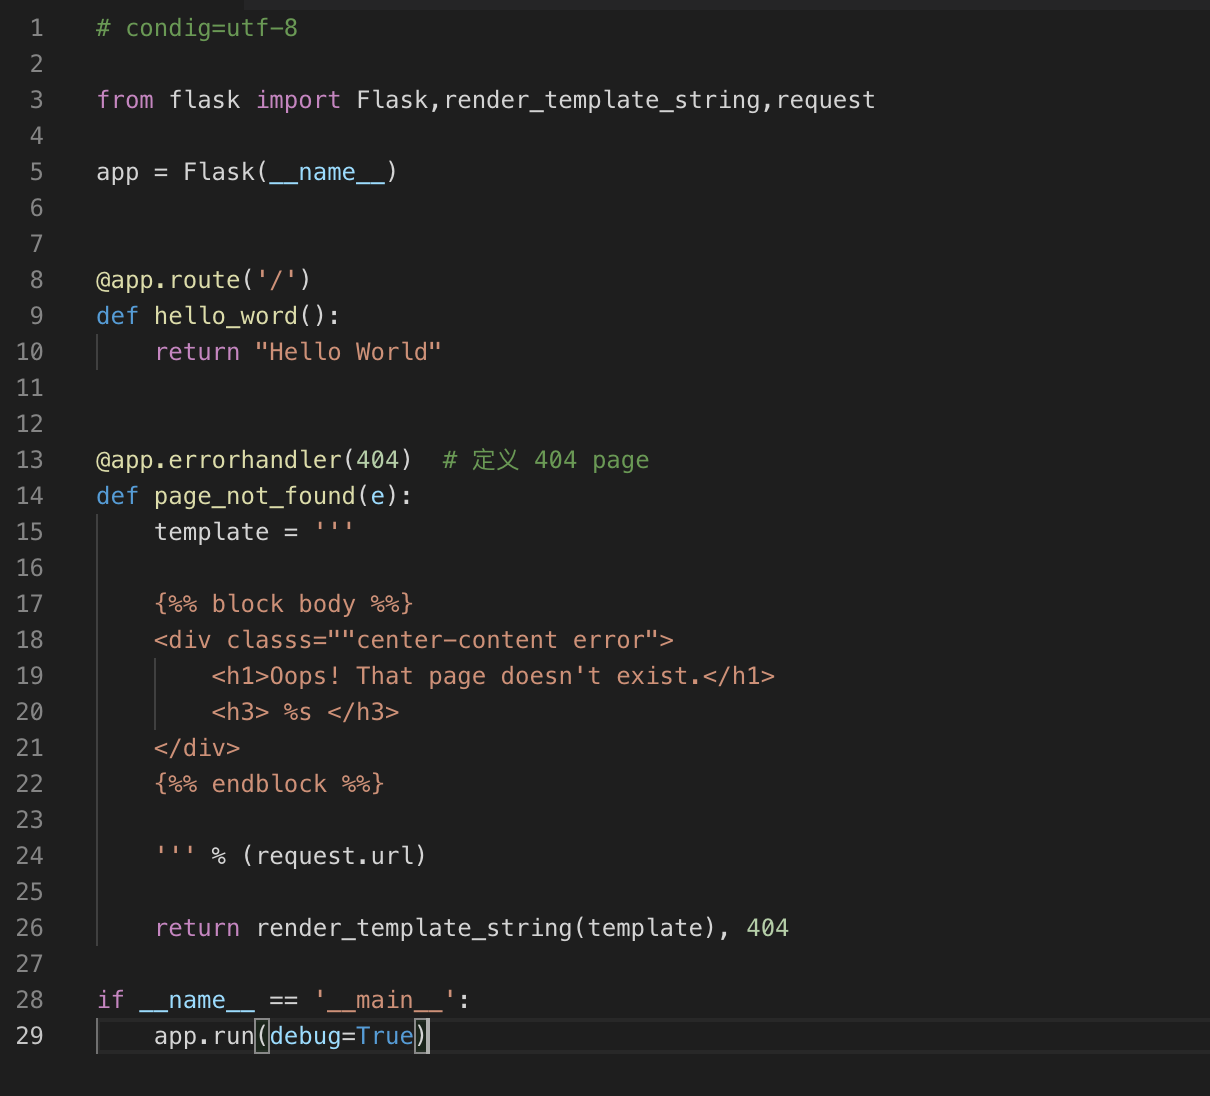 1 # condig=utf-8
2
3 from flask import Flask,render_template_string,request
4
5 app = Flask(__name__)
6
7
8 @app.route('/')
9 def hello_word():
10     return "Hello World"
11
12
13 @app.errorhandler(404)  # 定义 404 page
14 def page_not_found(e):
15     template = '''
16
17     {%% block body %%}
18     <div classs=""center-content error">
19         <h1>Oops! That page doesn't exist.</h1>
20         <h3> %s </h3>
21     </div>
22     {%% endblock %%}
23
24     ''' % (request.url)
25
26     return render_template_string(template), 404
27
28 if __name__ == '__main__':
29     app.run(debug=True)